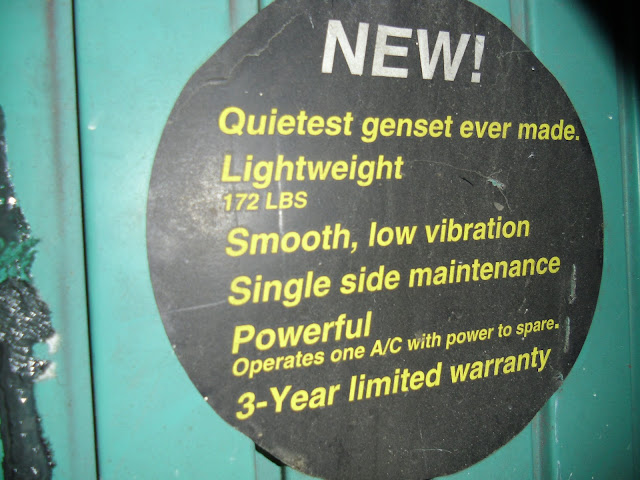 NEW!
Quietest genset ever made.
Lightweight
172 LBS
Smooth, low vibration
Single side maintenance
Powerful
Operates one A/C with power to spare.
3-Year limited warranty